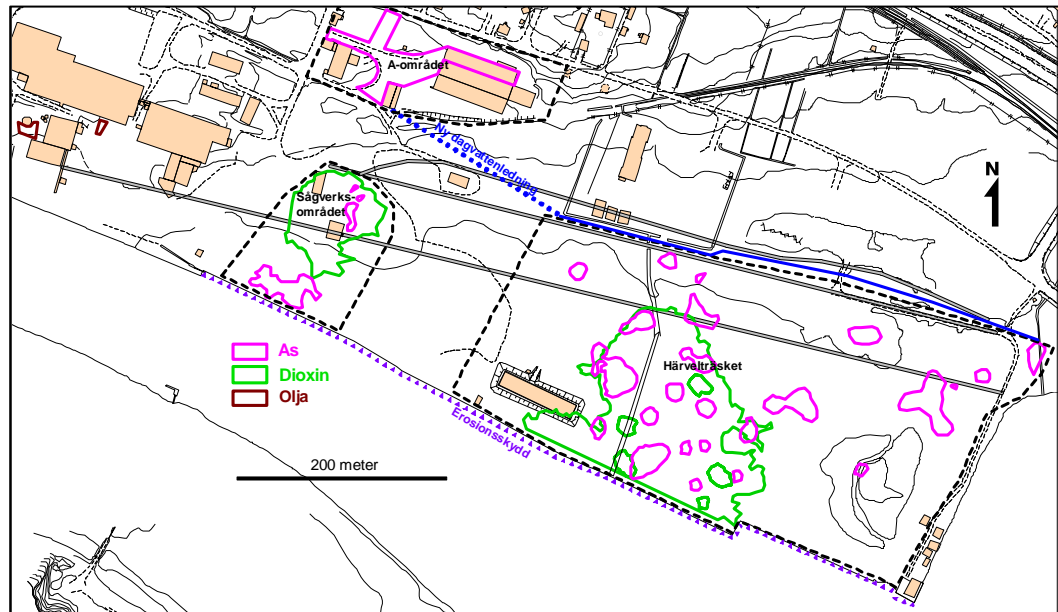 A-området
Ny dagvattenledning
N
Sågverks-
området
As
Dioxin
Olja
Härvelträsket
Erosionsskydd
200 meter